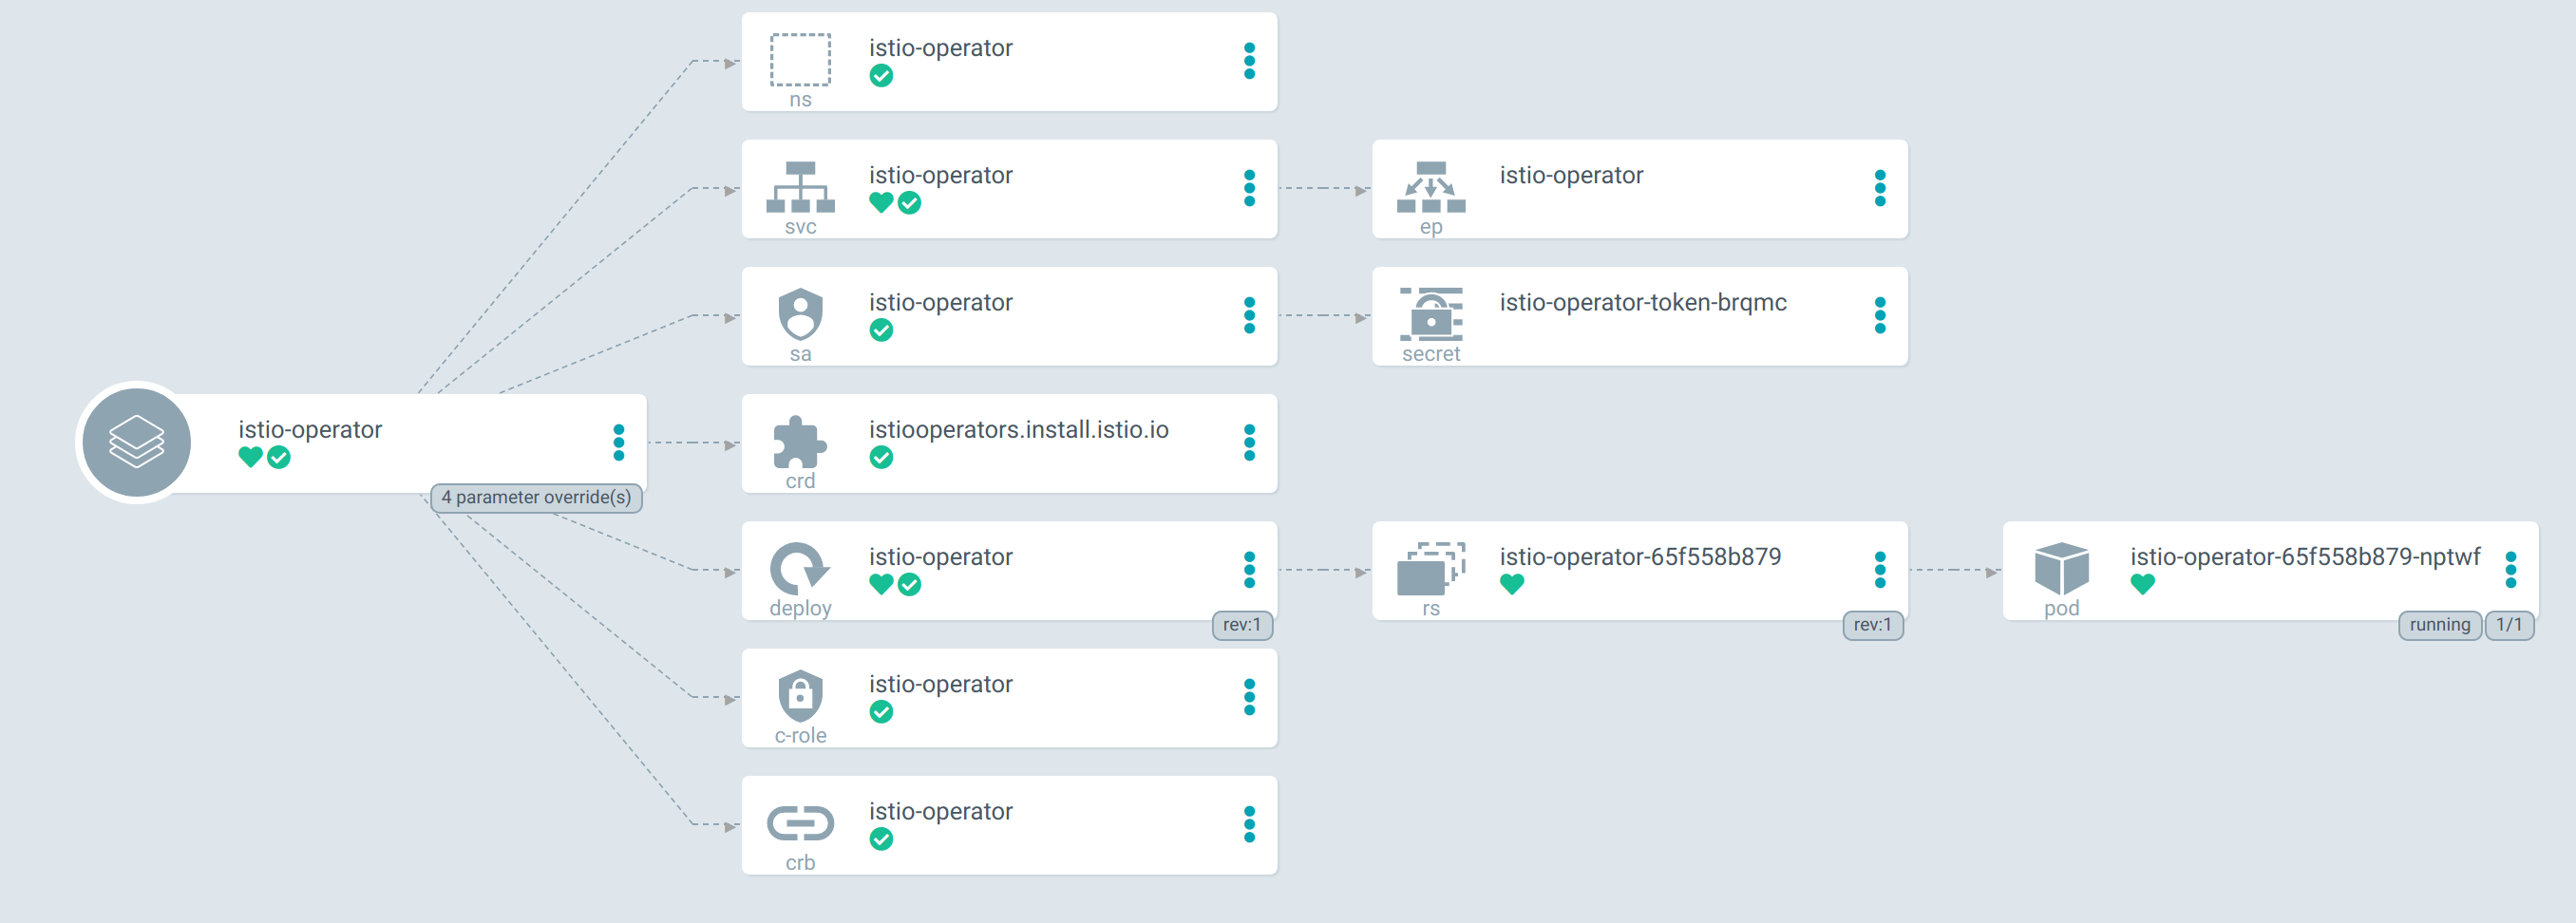 istio-operator
4 parameter override(s)
istio-operator
ns
istio-operator
svc
istio-operator
ep
istio-operator
sa
istio-operator-token-brqmc
secret
istiooperators.install.istio.io
crd
istio-operator
deploy
rev:1
istio-operator-65f558b879
rs
rev:1
istio-operator-65f558b879-nptwf
pod
running
1/1
istio-operator
c-role
istio-operator
crb